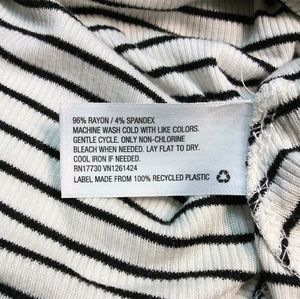 96% RAYON / 4% SPANDEX
MACHINE WASH COLD WITH LIKE COLORS.
GENTLE CYCLE. ONLY NON-CHLORINE
BLEACH WHEN NEEDED. LAY FLAT TO DRY.
COOL IRON IF NEEDED.
RN17730 VN1261424
LABEL MADE FROM 100% RECYCLED PLASTIC